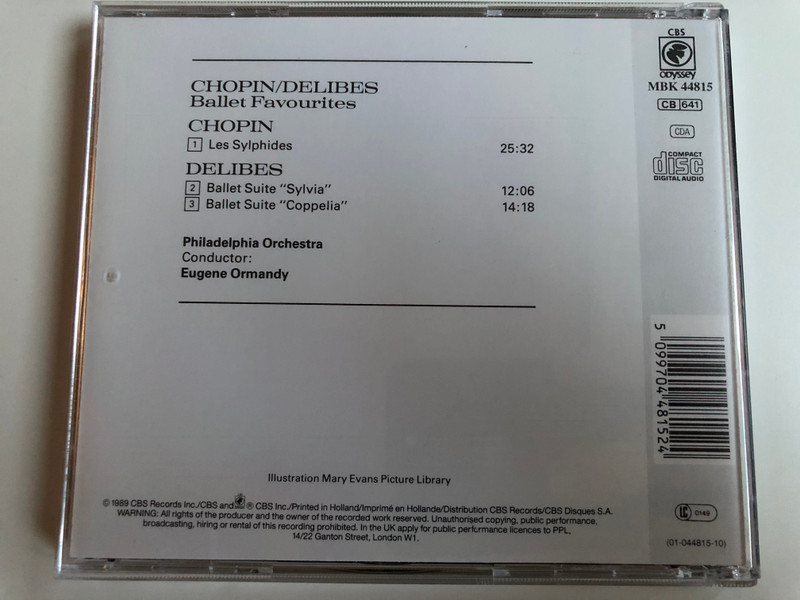 CHOPIN/DELIBES
Ballet Favourites
CHOPIN
1 Les Sylphides 25:32
DELIBES
2 Ballet Suite "Sylvia" 12:06
3 Ballet Suite "Coppelia" 14:18
Philadelphia Orchestra
Conductor:
Eugene Ormandy
Illustration Mary Evans Picture Library
© 1989 CBS Records Inc./CBS and ® CBS Inc./Printed in Holland/Imprimé en Hollande/Distribution CBS Records/CBS Disques S.A.
WARNING: All rights of the producer and the owner of the recorded work reserved. Unauthorised copying, public performance,
broadcasting, hiring or rental of this recording prohibited. In the UK apply for public performance licences to PPL,
14/22 Ganton Street, London W1.
CBS
ODYSSEY
MBK 44815
CB 641
CDA
COMPACT
disc
DIGITAL AUDIO
5 099704 481524
LC 0149
(01-044815-10)